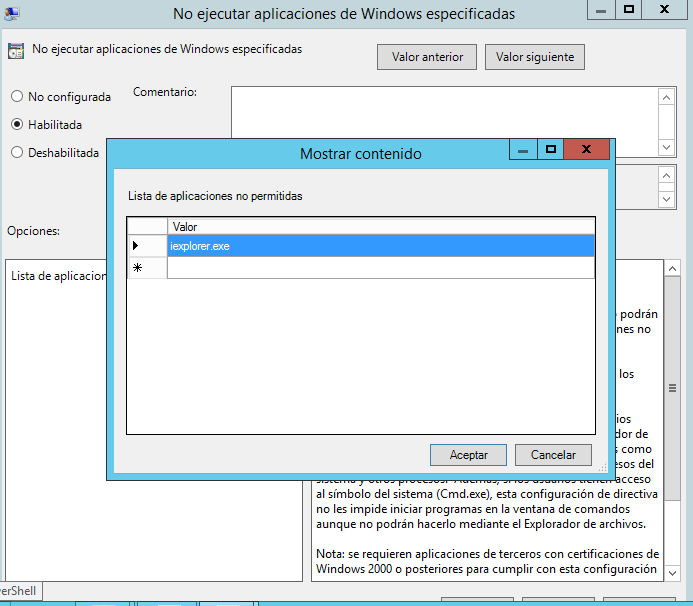 No ejecutar aplicaciones de Windows especificadas
No ejecutar aplicaciones de Windows especificadas
Valor anterior
Valor siguiente
No configurada
Comentario:
Habilitada
Deshabilitada
Mostrar contenido
Lista de aplicaciones no permitidas
Valor
iexplorer.exe
Aceptar
Cancelar
Opciones:
Lista de aplicacion
podrán
nes no
los
ios
dor de
s como
esos del
sistema y otros procesos. Además, si los usuarios tienen acceso
al símbolo del sistema (Cmd.exe), esta configuración de directiva
no les impide iniciar programas en la ventana de comandos
aunque no podrán hacerlo mediante el Explorador de archivos.
Nota: se requieren aplicaciones de terceros con certificaciones de
Windows 2000 o posteriores para cumplir con esta configuración
erShell